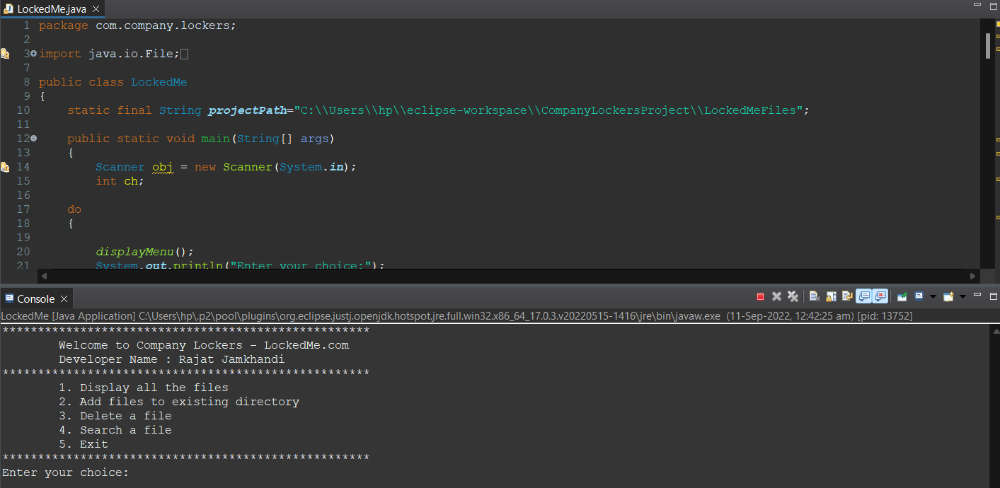 LockedMe.java
1 package com.company.lockers;
2
3 import java.io.File;
7
8 public class LockedMe
9 {
10 static final String projectPath="C:\\Users\\hp\\eclipse-workspace\\CompanyLockersProject\\LockedMeFiles";
11
12 public static void main(String[] args)
13 {
14 Scanner obj = new Scanner(System.in);
15 int ch;
16
17 do
18 {
19
20 displayMenu();
21 System.out.println("Enter your choice:");
Console
LockedMe [Java Application] C:\Users\hp\.p2\pool\plugins\org.eclipse.justj.openjdk.hotspot.jre.full.win32.x86_64_17.0.3.v20220515-1416\jre\bin\javaw.exe (11-Sep-2022, 12:42:25 am) [pid: 13752]
****************************************************
Welcome to Company Lockers - LockedMe.com
Developer Name : Rajat Jamkhandi
****************************************************
1. Display all the files
2. Add files to existing directory
3. Delete a file
4. Search a file
5. Exit
****************************************************
Enter your choice: